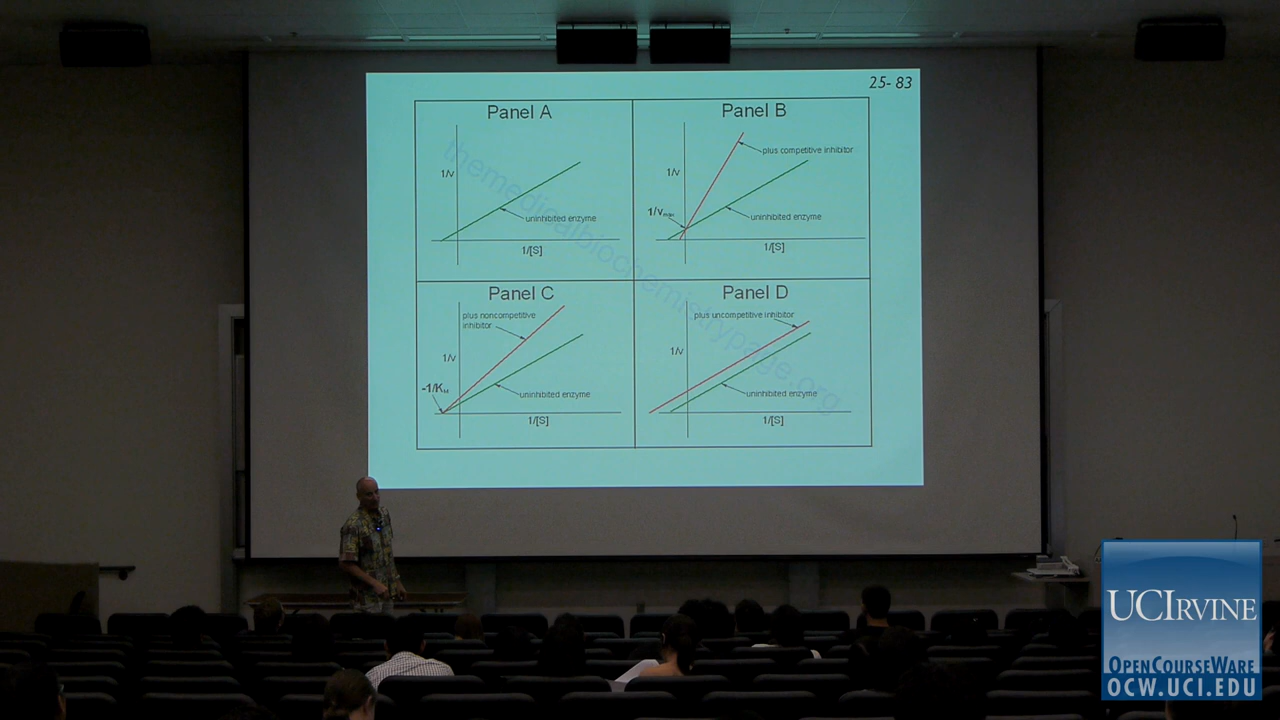 25- 83
Panel A
1/v
uninhibited enzyme
1/[S]
Panel B
plus competitive inhibitor
1/v
1/vmax
uninhibited enzyme
1/[S]
Panel C
plus noncompetitive
inhibitor
1/v
-1/KM
uninhibited enzyme
1/[S]
Panel D
plus uncompetitive inhibitor
1/v
uninhibited enzyme
1/[S]
themedicalbiochemistrypage.org
UCIRVINE
OPENCOURSEWARE
OCW.UCI.EDU